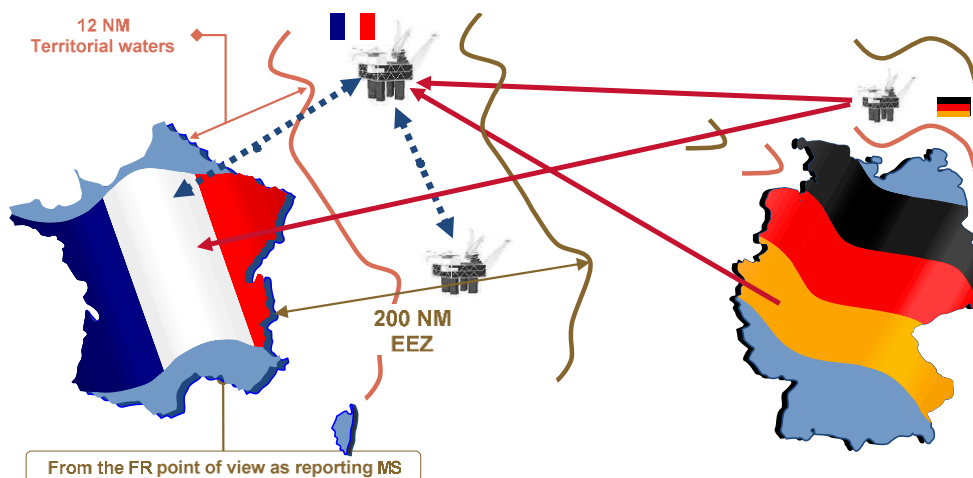 12 NM
Territorial waters
200 NM
EEZ
From the FR point of view as reporting MS